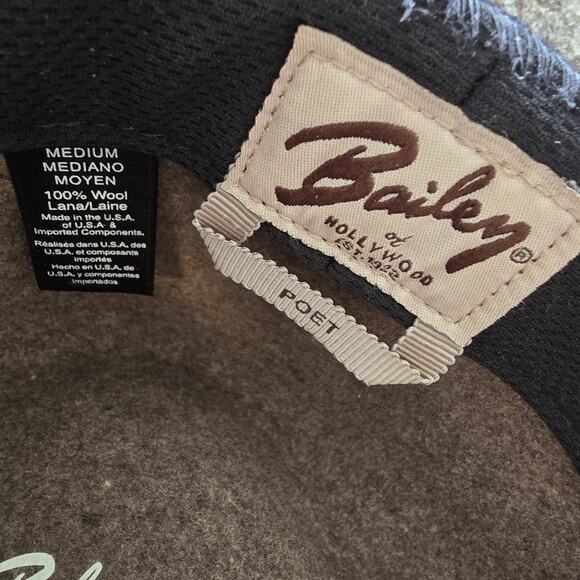 MEDIUM
MEDIANO
MOYEN
100% Wool
Lana/Laine
Made in the U.S.A.
of U.S.A &
Imported Components.
Réalisés dans U.S.A. des
U.S.A. et composants
importés
Hecho en U.S.A. de
U.S.A. y componentes
importados
Bailey®
of
HOLLYWOOD
EST. 1922
POET